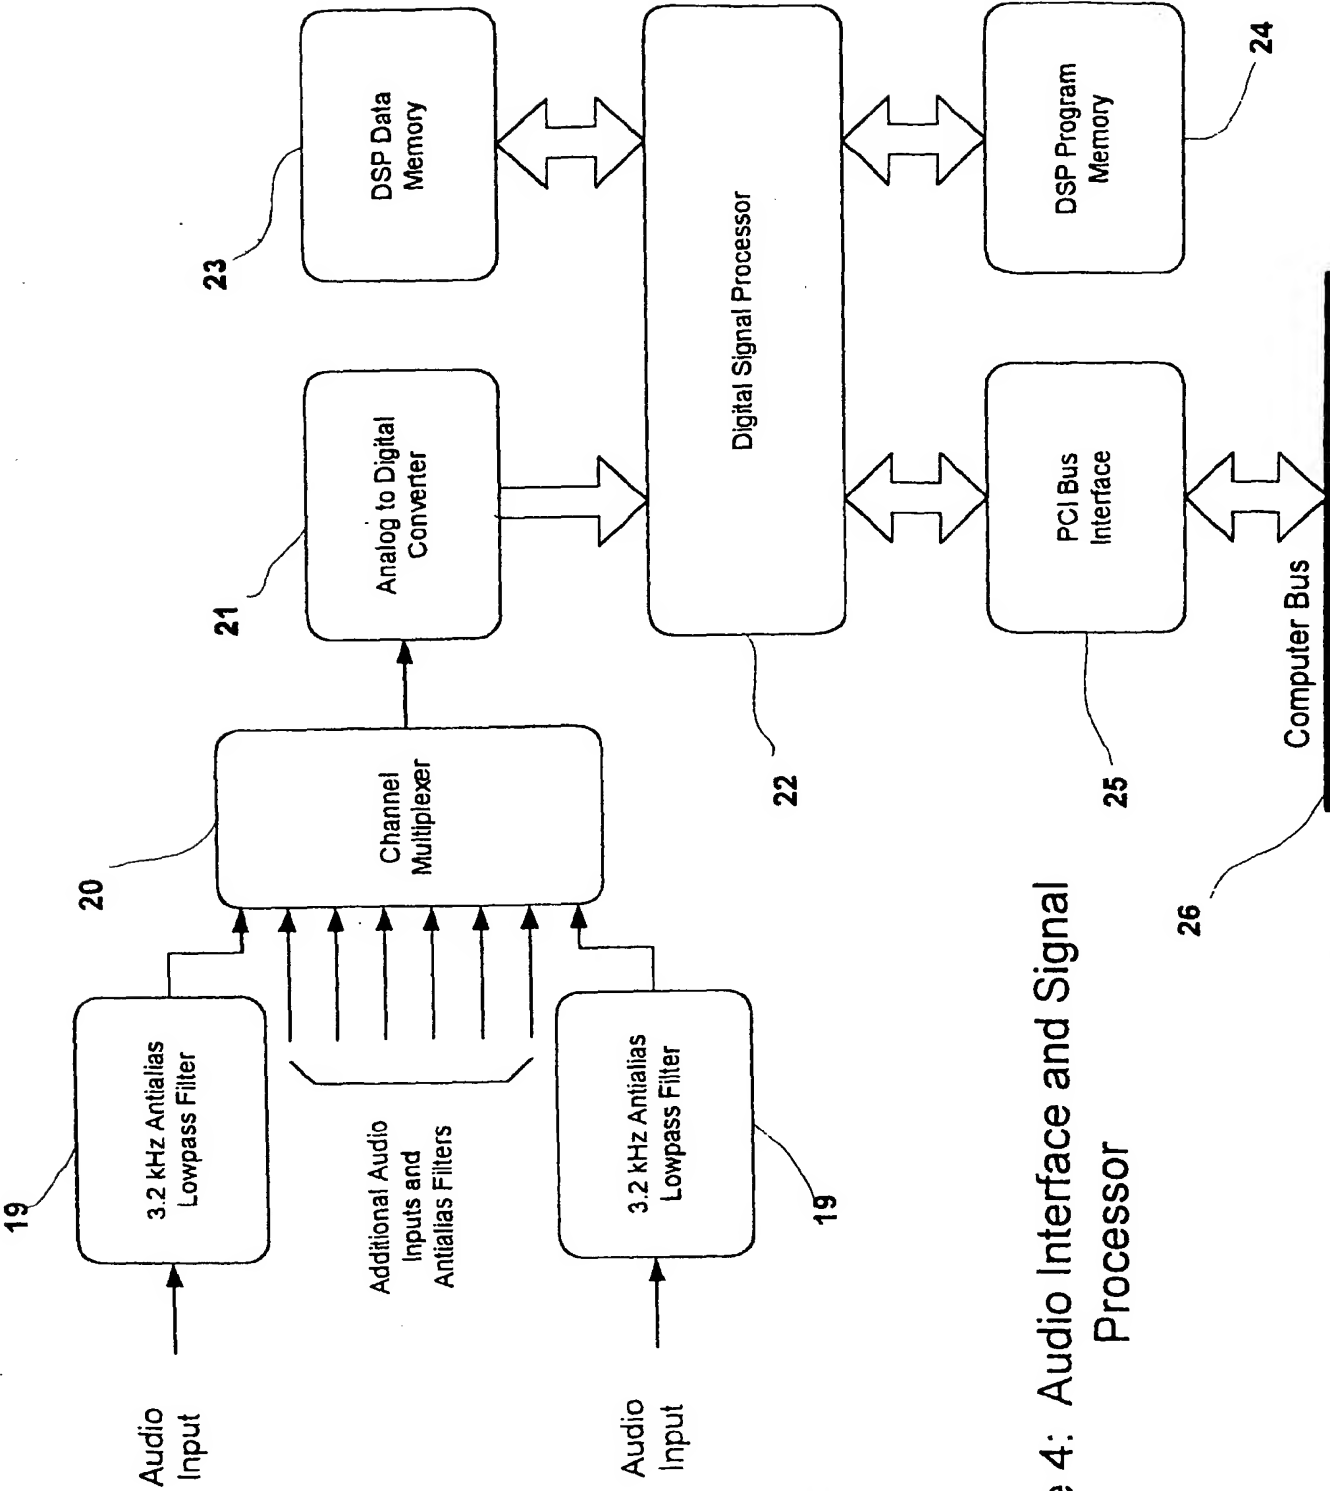 Audio
Input
19
3.2 kHz Antialias
Lowpass Filter
Additional Audio
Inputs and
Antialias Filters
Audio
Input
3.2 kHz Antialias
Lowpass Filter
19
20
Channel
Multiplexer
21
Analog to Digital
Converter
23
DSP Data
Memory
22
Digital Signal Processor
25
PCI Bus
Interface
DSP Program
Memory
24
26
Computer Bus
4: Audio Interface and Signal
Processor